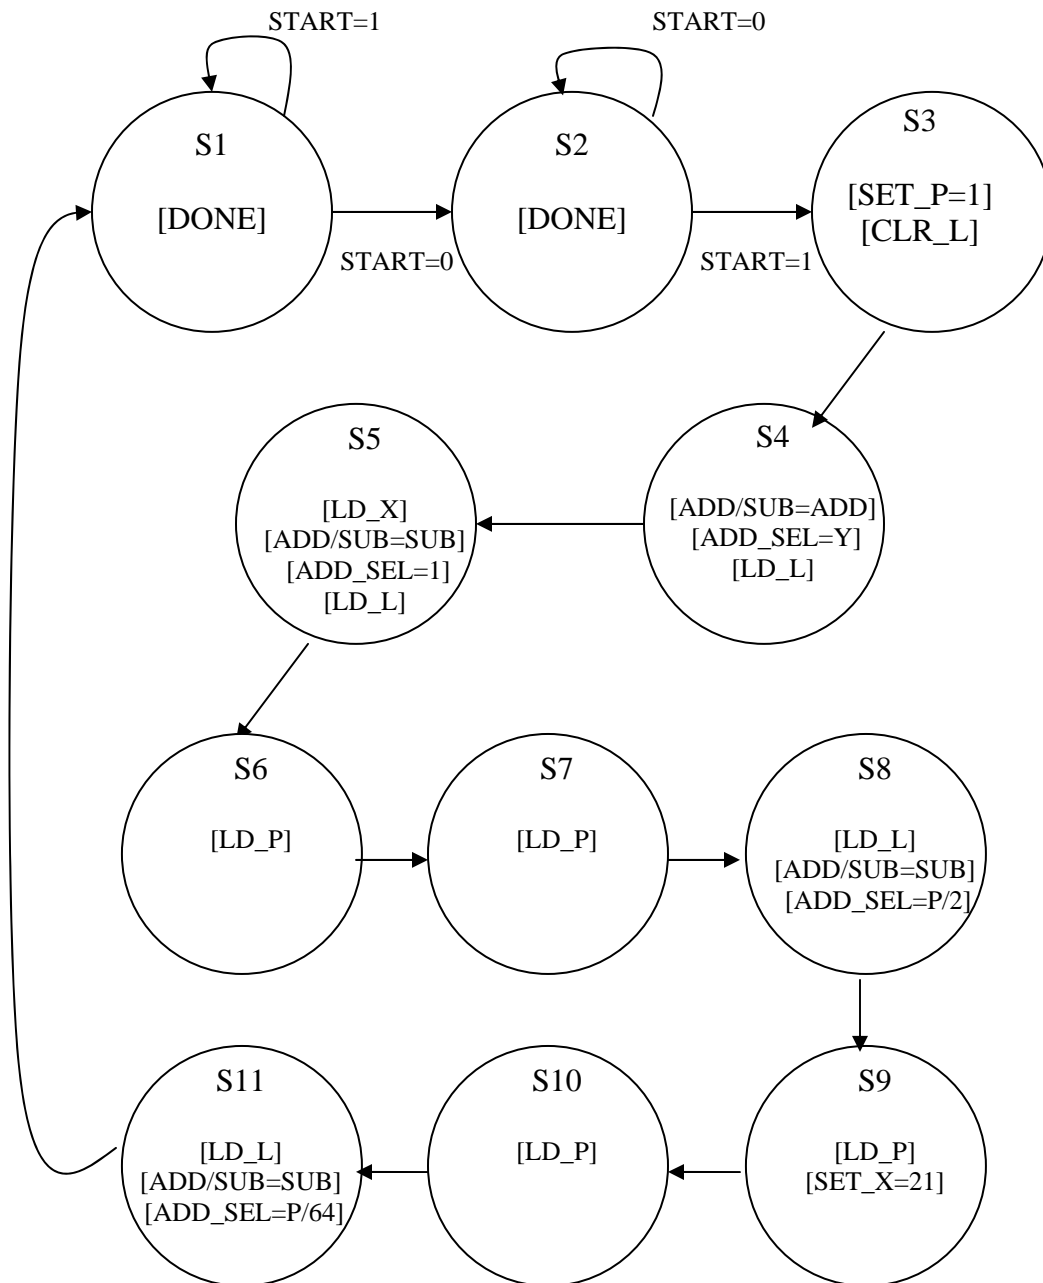 START=1
START=0
S1
[DONE]
START=0
S2
[DONE]
START=1
S3
[SET_P=1]
[CLR_L]
S4
[ADD/SUB=ADD]
[ADD_SEL=Y]
[LD_L]
S5
[LD_X]
[ADD/SUB=SUB]
[ADD_SEL=1]
[LD_L]
S6
[LD_P]
S7
[LD_P]
S8
[LD_L]
[ADD/SUB=SUB]
[ADD_SEL=P/2]
S9
[LD_P]
[SET_X=21]
S10
[LD_P]
S11
[LD_L]
[ADD/SUB=SUB]
[ADD_SEL=P/64]